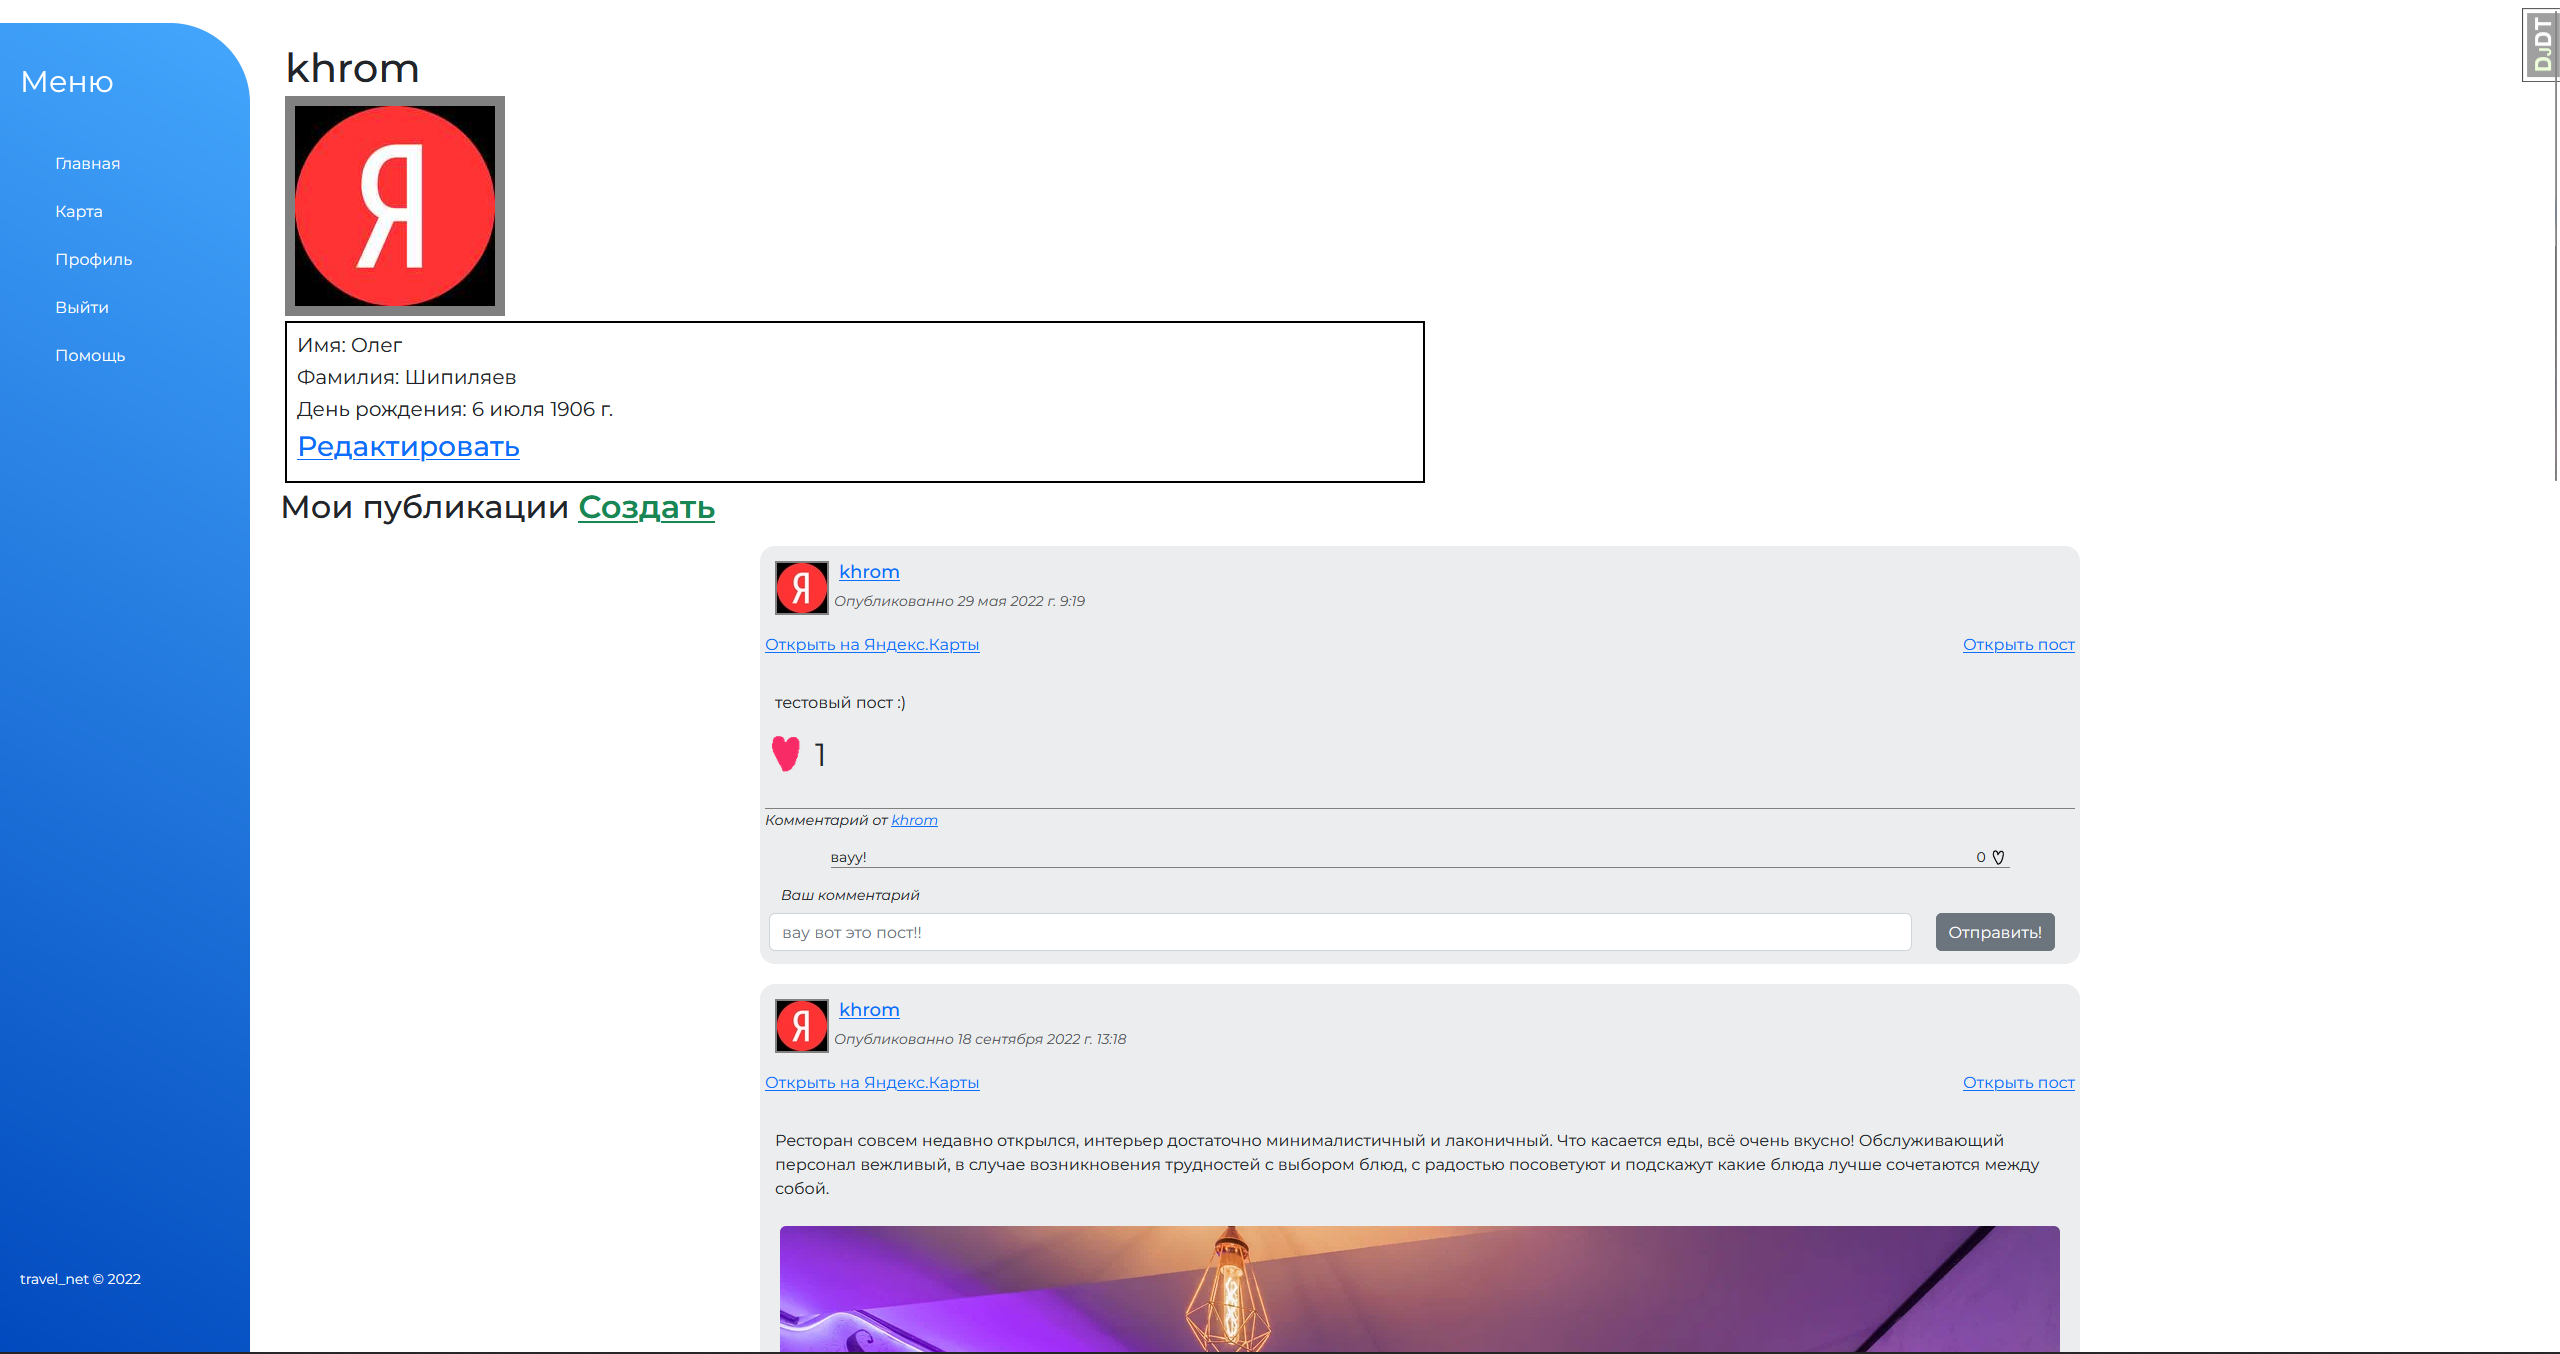 Меню
Главная
Карта
Профиль
Выйти
Помощь
travel_net © 2022
khrom
Я
Имя: Олег
Фамилия: Шипиляев
День рождения: 6 июля 1906 г.
Редактировать
Мои публикации Создать
Я
khrom
Опубликованно 29 мая 2022 г. 9:19
Открыть на Яндекс.Карты Открыть пост
тестовый пост :)
1
Комментарий от khrom
вауу! 0
Ваш комментарий
вау вот это пост!! Отправить!
Я
khrom
Опубликованно 18 сентября 2022 г. 13:18
Открыть на Яндекс.Карты Открыть пост
Ресторан совсем недавно открылся, интерьер достаточно минималистичный и лаконичный. Что касается еды, всё очень вкусно! Обслуживающий
персонал вежливый, в случае возникновения трудностей с выбором блюд, с радостью посоветуют и подскажут какие блюда лучше сочетаются между
собой.
DJDT